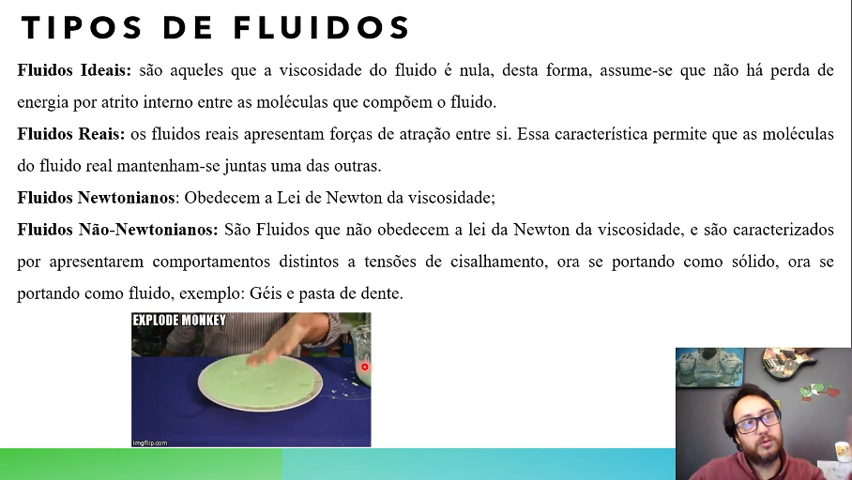 TIPOS DE FLUIDOS
Fluidos Ideais: são aqueles que a viscosidade do fluido é nula, desta forma, assume-se que não há perda de
energia por atrito interno entre as moléculas que compõem o fluido.
Fluidos Reais: os fluidos reais apresentam forças de atração entre si. Essa característica permite que as moléculas
do fluido real mantenham-se juntas uma das outras.
Fluidos Newtonianos: Obedecem a Lei de Newton da viscosidade;
Fluidos Não-Newtonianos: São Fluidos que não obedecem a lei da Newton da viscosidade, e são caracterizados
por apresentarem comportamentos distintos a tensões de cisalhamento, ora se portando como sólido, ora se
portando como fluido, exemplo: Géis e pasta de dente.
EXPLODE MONKEY
imgflip.com